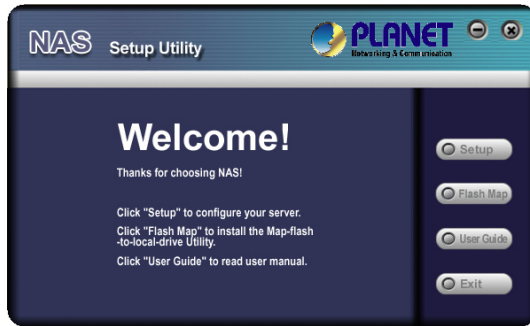 NAS Setup Utility
PLANET
Networking & Communication
Welcome!
Thanks for choosing NAS!
Click "Setup" to configure your server.
Click "Flash Map" to install the Map-flash
-to-local-drive Utility.
Click "User Guide" to read user manual.
Setup
Flash Map
User Guide
Exit